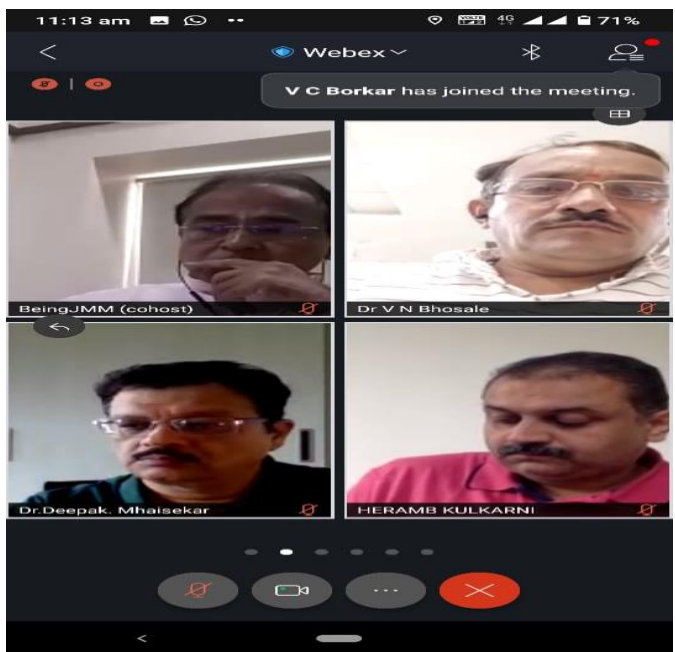 11:13 am 4G 71%
Webex
V C Borkar has joined the meeting.
BeingJMM (cohost)
Dr V N Bhosale
Dr.Deepak. Mhaisekar
HERAMB KULKARNI